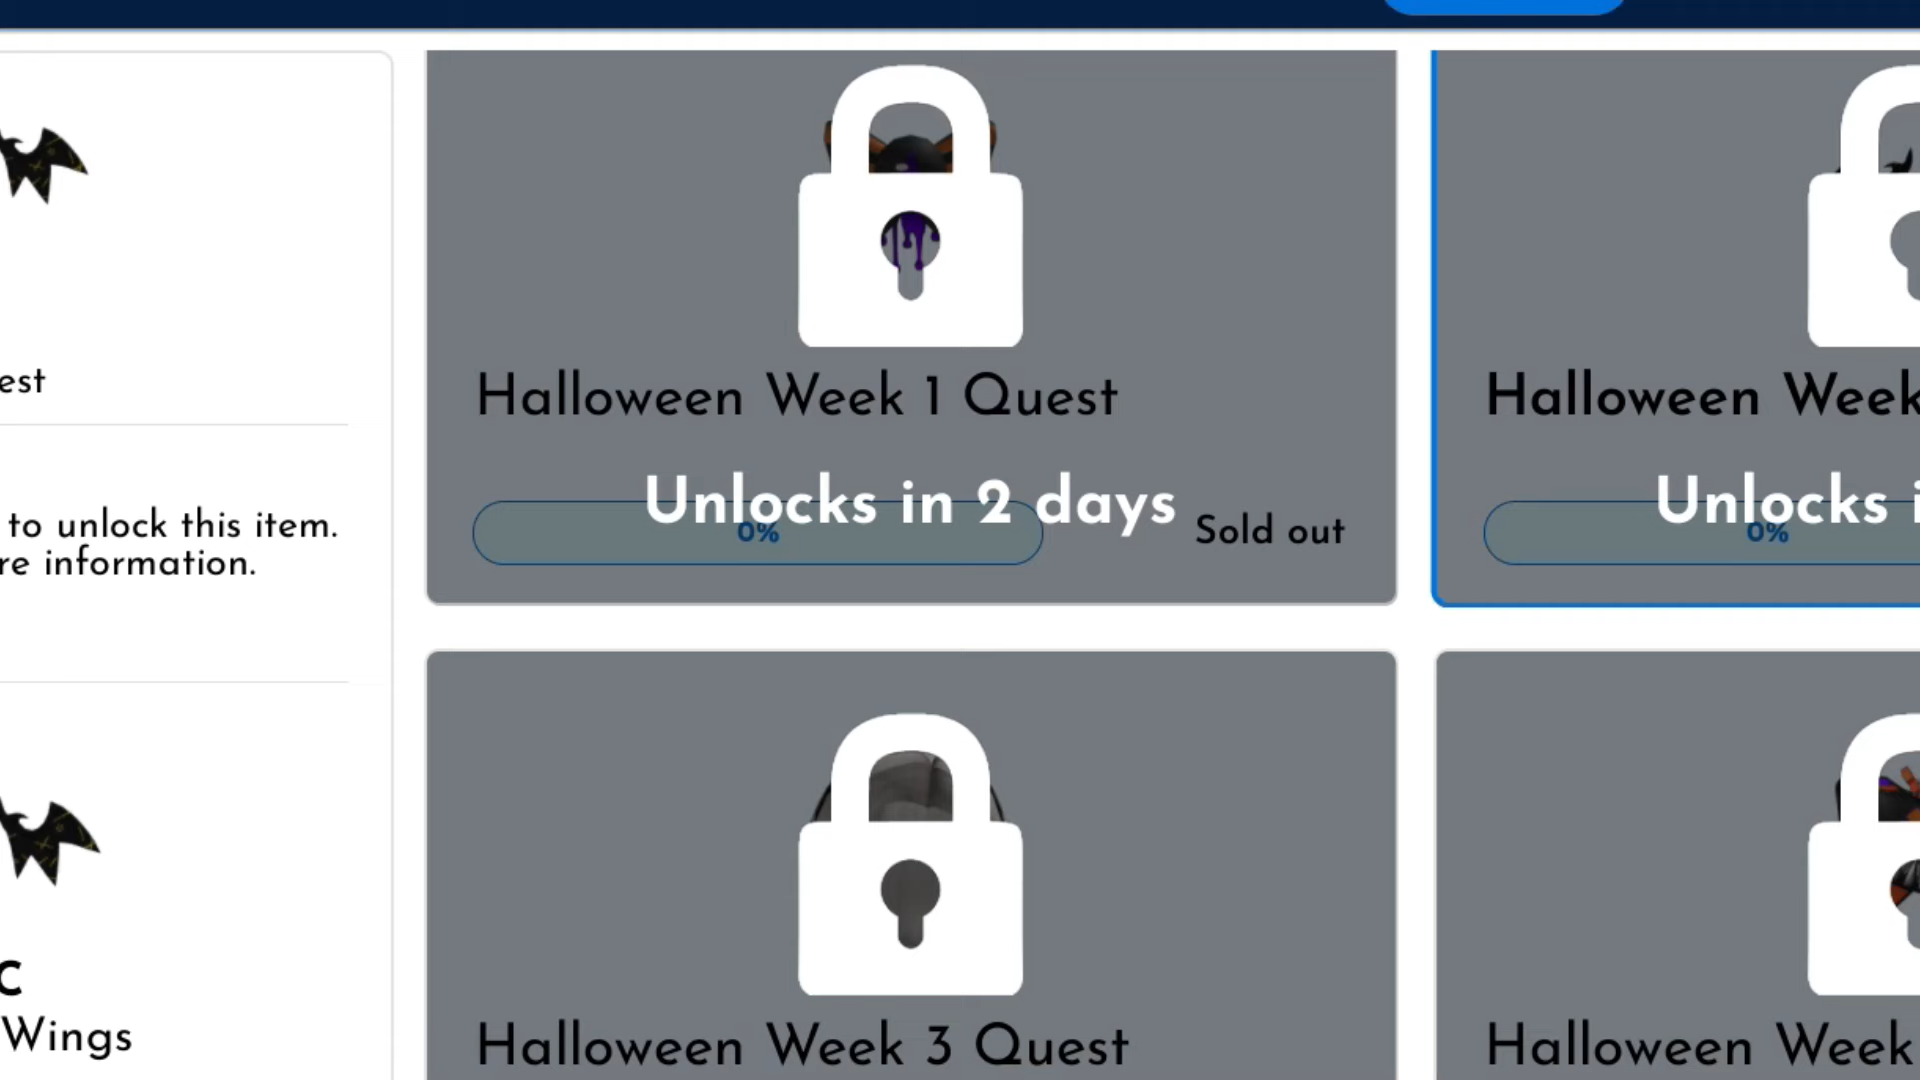 est
to unlock this item.
re information.
C
Wings
Halloween Week 1 Quest
Unlocks in 2 days
0%
Sold out
Halloween Week
Unlocks i
0%
Halloween Week 3 Quest
Halloween Week